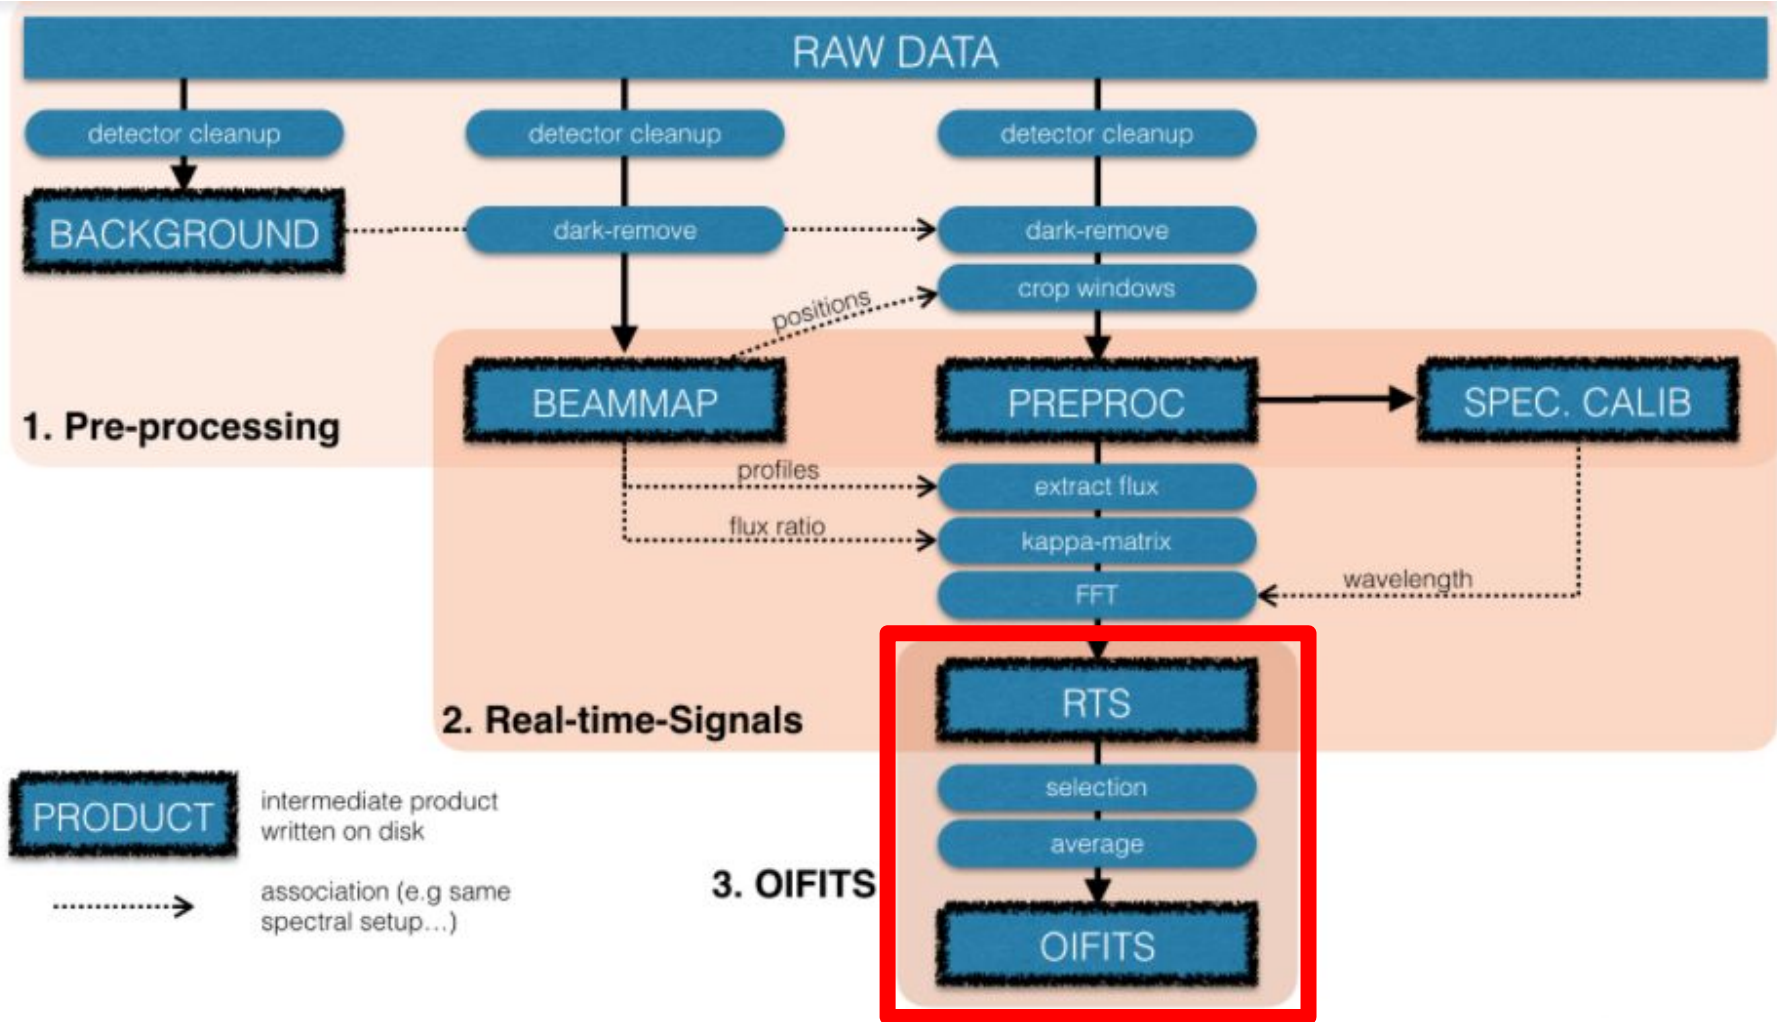 RAW DATA
detector cleanup
detector cleanup
detector cleanup
BACKGROUND
dark-remove
dark-remove
crop windows
positions
BEAMMAP
PREPROC
SPEC. CALIB
1. Pre-processing
profiles
extract flux
flux ratio
kappa-matrix
FFT
wavelength
RTS
2. Real-time-Signals
selection
average
3. OIFITS
OIFITS
PRODUCT
intermediate product
written on disk
association (e.g same
spectral setup...)